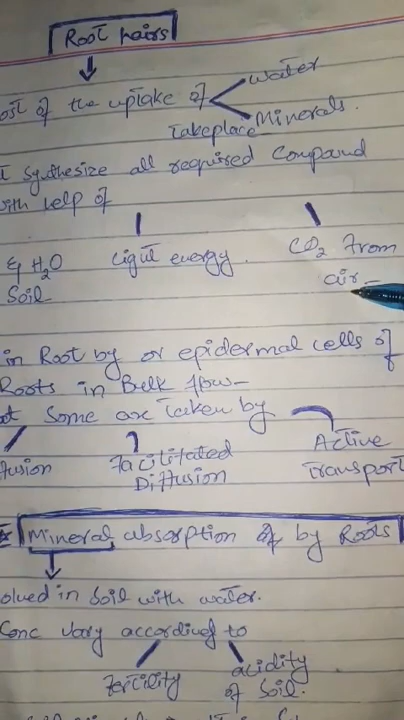 Root hairs
ost of the uptake of water
Takeplace Minerals.
Synthesize all required Compound
with help of
& H2O light energy. CO2 From
Soil air
in Root by or epidermal cells of
Roots in Bulk flow-
Some are taken by
fusion Facilitated Active
Diffusion Transport
Mineral absorption by Roots
olved in Soil with water.
Conc vary according to
Fertility acidity
of Soil.